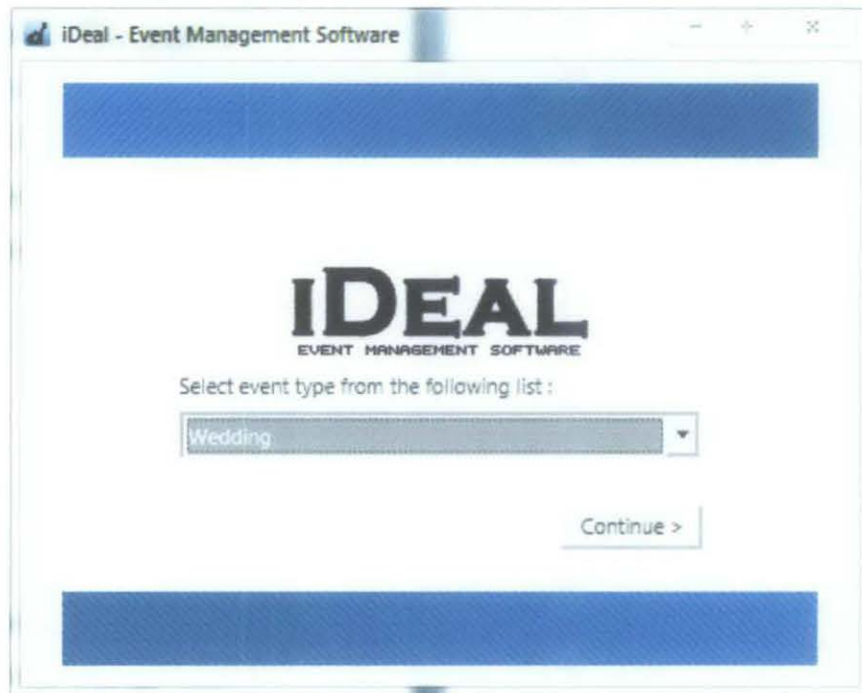 iDeal - Event Management Software
iDEAL
EVENT MANAGEMENT SOFTWARE
Select event type from the following list :
Wedding
Continue >